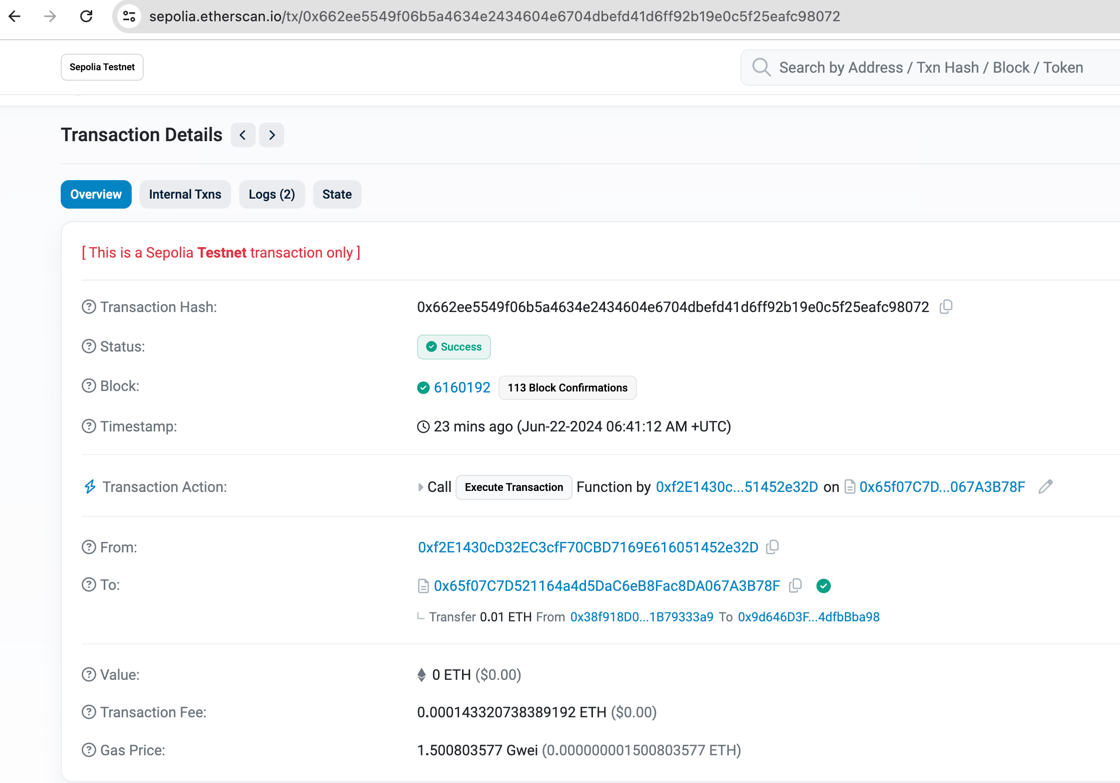 sepolia.etherscan.io/tx/0x662ee5549f06b5a4634e2434604e6704dbefd41d6ff92b19e0c5f25eafc98072
Sepolia Testnet
Search by Address / Txn Hash / Block / Token
Transaction Details
Overview Internal Txns Logs (2) State
[ This is a Sepolia Testnet transaction only ]
Transaction Hash: 0x662ee5549f06b5a4634e2434604e6704dbefd41d6ff92b19e0c5f25eafc98072
Status: Success
Block: 6160192 113 Block Confirmations
Timestamp: 23 mins ago (Jun-22-2024 06:41:12 AM +UTC)
Transaction Action: Call Execute Transaction Function by 0xf2E1430c...51452e32D on 0x65f07C7D...067A3B78F
From: 0xf2E1430cD32EC3cfF70CBD7169E616051452e32D
To: 0x65f07C7D521164a4d5DaC6eB8Fac8DA067A3B78F
Transfer 0.01 ETH From 0x38f918D0...1B79333a9 To 0x9d646D3F...4dfbBba98
Value: 0 ETH ($0.00)
Transaction Fee: 0.000143320738389192 ETH ($0.00)
Gas Price: 1.500803577 Gwei (0.000000001500803577 ETH)